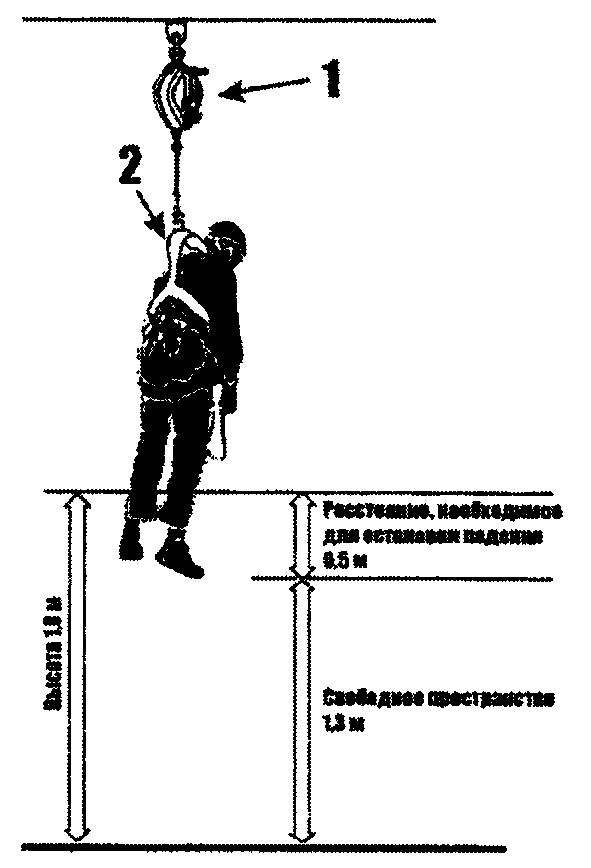 1
2
Расстояние, необходимое
для остановки падения
0.5 м
Высота 1.8 м
Свободное пространство
1,3 м